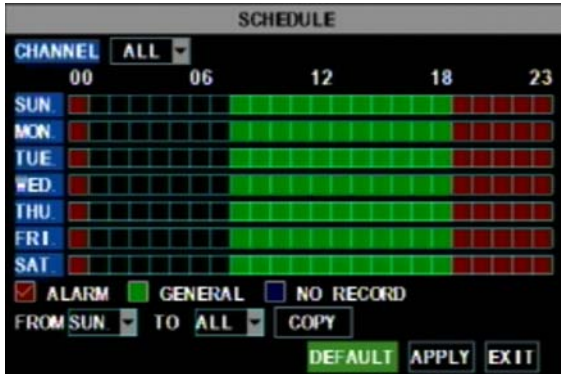 SCHEDULE
CHANNEL ALL
00 06 12 18 23
SUN.
MON.
TUE
WED.
THU.
FRI.
SAT.
ALARM GENERAL NO RECORD
FROM SUN. TO ALL COPY
DEFAULT APPLY EXIT